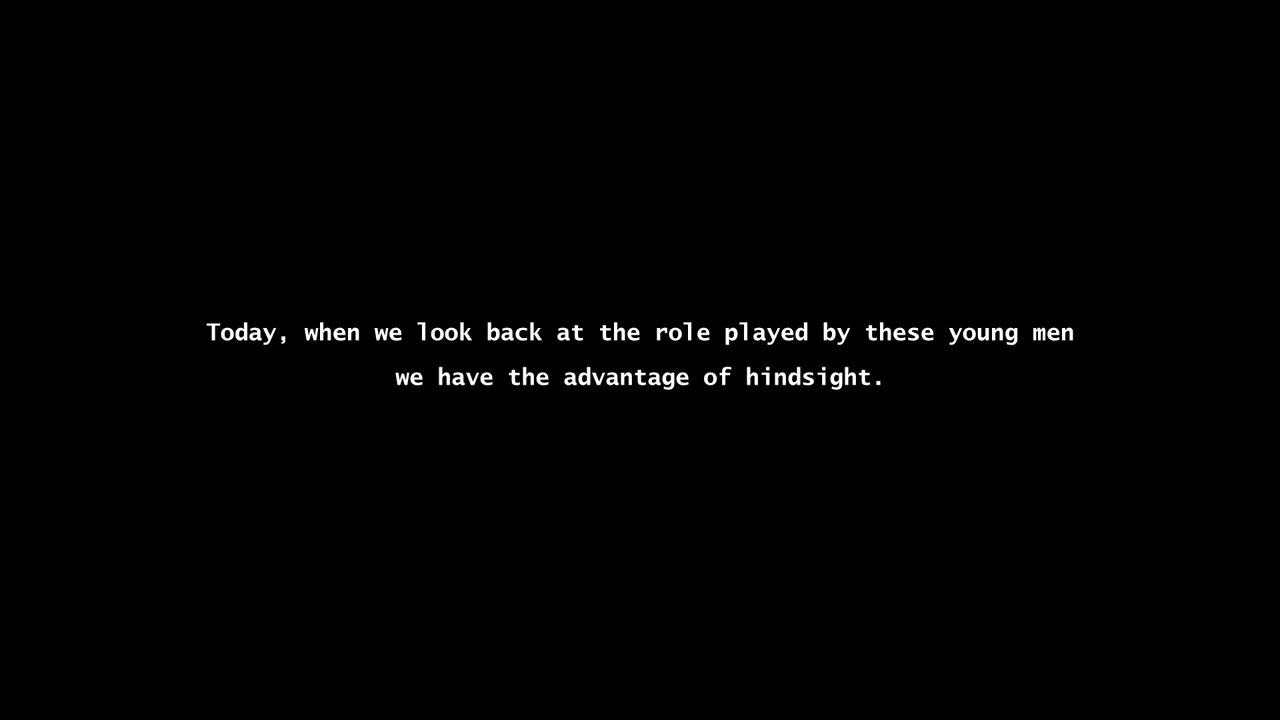 Today, when we look back at the role played by these young men
we have the advantage of hindsight.